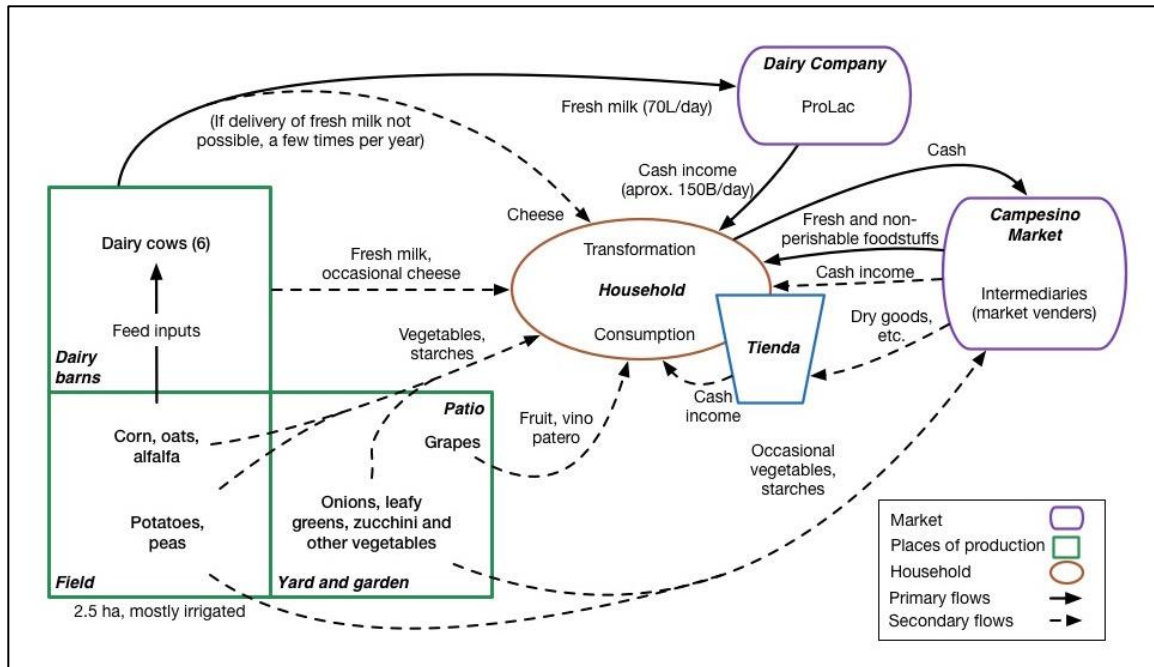 Dairy Company
ProLac
Fresh milk (70L/day)
(If delivery of fresh milk not
possible, a few times per year)
Cash
Cash income
(aprox. 150B/day)
Cheese
Campesino
Market
Fresh and non-
perishable foodstuffs
Transformation
Dairy cows (6)
Fresh milk,
occasional cheese
Cash income
Household
Intermediaries
(market venders)
Feed inputs
Vegetables,
starches
Consumption
Dry goods,
etc.
Tienda
Dairy
barns
Cash
income
Patio
Fruit, vino
patero
Corn, oats,
alfalfa
Grapes
Occasional
vegetables,
starches
Onions, leafy
greens, zucchini and
other vegetables
Potatoes,
peas
Field
Yard and garden
2.5 ha, mostly irrigated
Market
Places of production
Household
Primary flows
Secondary flows